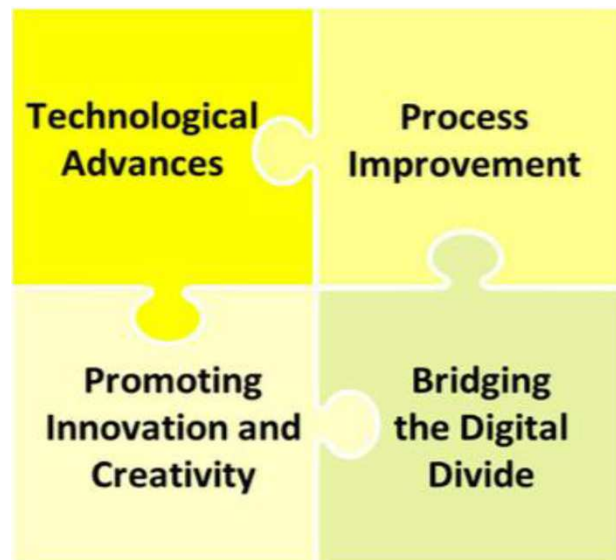 Technological
Advances
Process
Improvement
Promoting
Innovation and
Creativity
Bridging
the Digital
Divide